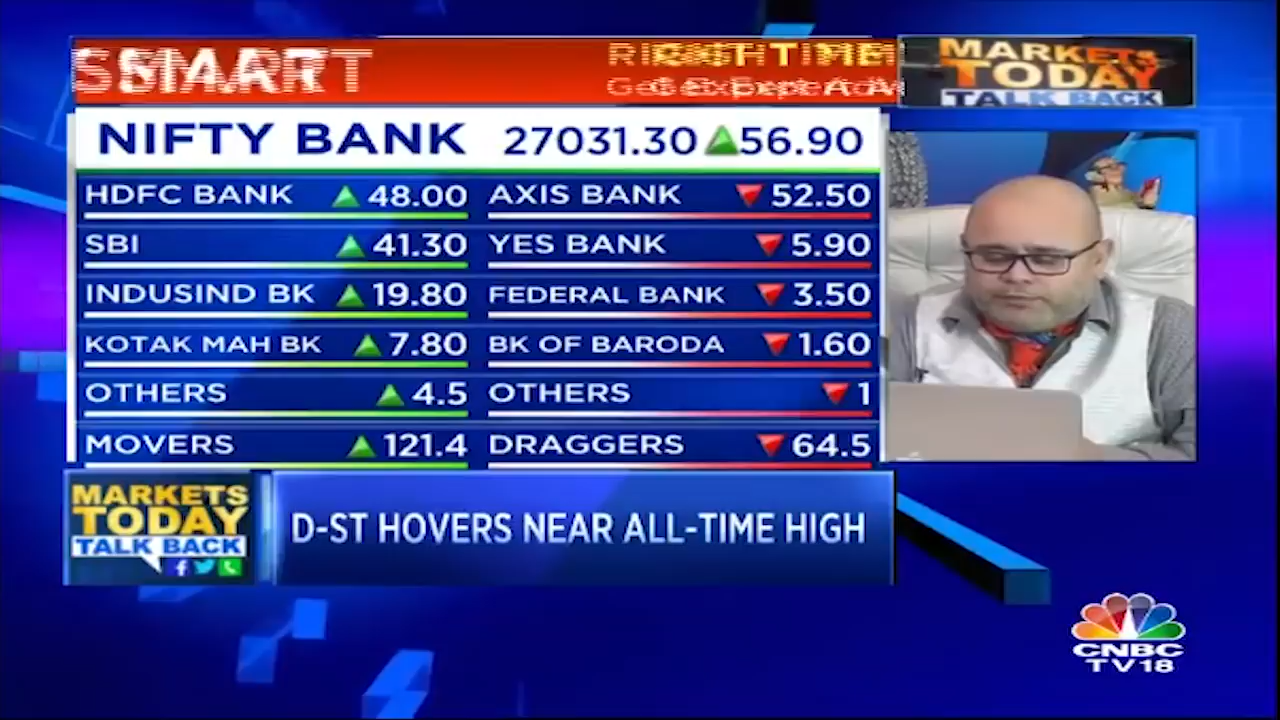 SMART
RIGHT TIME
MARKETS
TODAY
TALK BACK
NIFTY BANK 27031.30 ▲56.90
HDFC BANK ▲ 48.00 AXIS BANK ▼ 52.50
SBI ▲ 41.30 YES BANK ▼ 5.90
INDUSIND BK ▲ 19.80 FEDERAL BANK ▼ 3.50
KOTAK MAH BK ▲ 7.80 BK OF BARODA ▼ 1.60
OTHERS ▲ 4.5 OTHERS ▼ 1
MOVERS ▲ 121.4 DRAGGERS ▼ 64.5
MARKETS
TODAY
TALK BACK
D-ST HOVERS NEAR ALL-TIME HIGH
CNBC
TV18